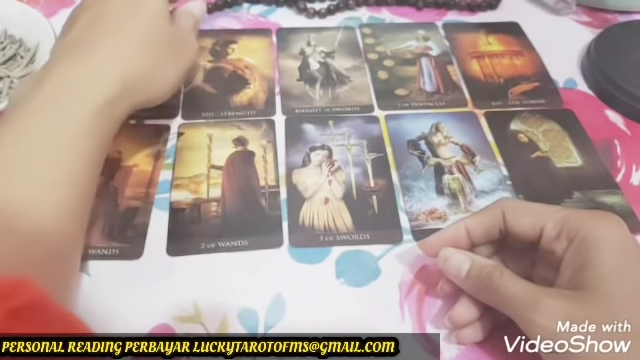 VIII - STRENGTH
KNIGHT OF SWORDS
7 OF PENTACLES
XVI - THE TOWER
WANDS
2 OF WANDS
3 OF SWORDS
Made with
VideoShow
PERSONAL READING PERBAYAR LUCKYTAROTOFMS@GMAIL.COM